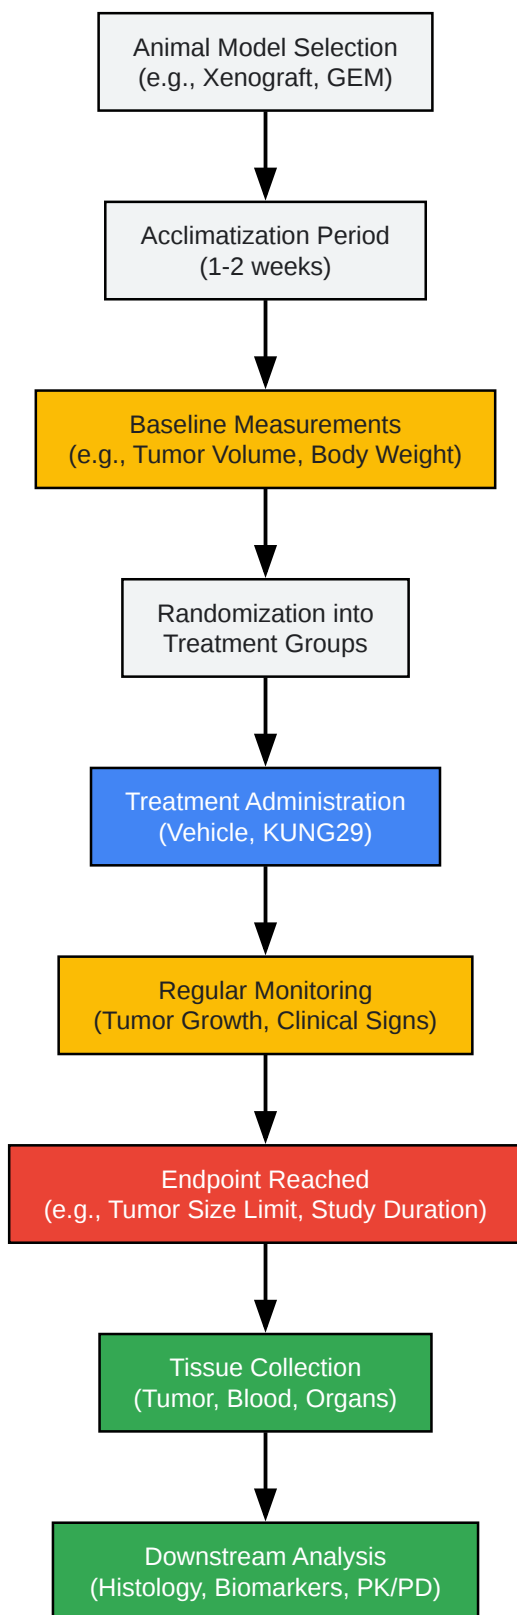 Animal Model Selection
(e.g., Xenograft, GEM)
Acclimatization Period
(1-2 weeks)
Baseline Measurements
(e.g., Tumor Volume, Body Weight)
Randomization into
Treatment Groups
Treatment Administration
(Vehicle, KUNG29)
Regular Monitoring
(Tumor Growth, Clinical Signs)
Endpoint Reached
(e.g., Tumor Size Limit, Study Duration)
Tissue Collection
(Tumor, Blood, Organs)
Downstream Analysis
(Histology, Biomarkers, PK/PD)